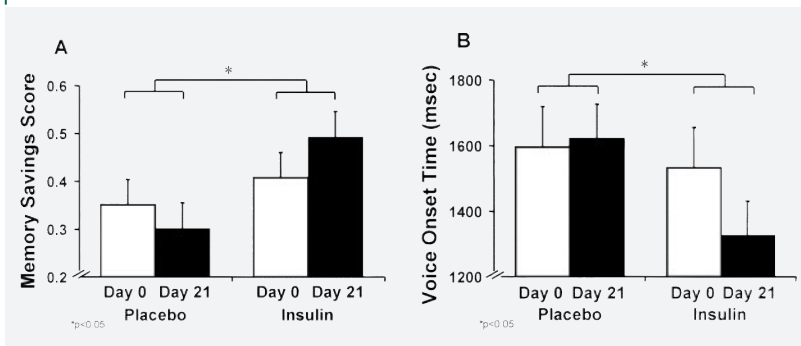 A
Memory Savings Score
*
0.6
0.5
0.4
0.3
0.2
Day 0 Day 21 Day 0 Day 21
Placebo Insulin
*p<0.05
B
Voice Onset Time (msec)
*
1800
1600
1400
1200
Day 0 Day 21 Day 0 Day 21
Placebo Insulin
*p<0.05